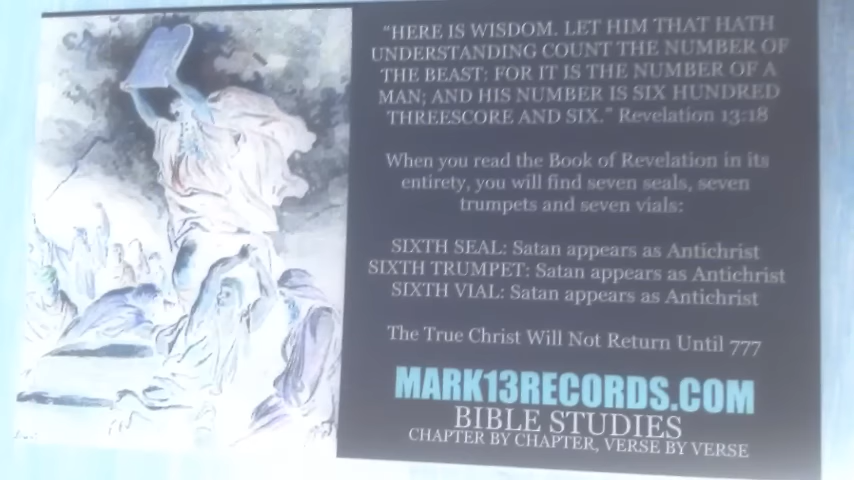 "HERE IS WISDOM. LET HIM THAT HATH
UNDERSTANDING COUNT THE NUMBER OF
THE BEAST: FOR IT IS THE NUMBER OF A
MAN; AND HIS NUMBER IS SIX HUNDRED
THREESCORE AND SIX." Revelation 13:18
When you read the Book of Revelation in its
entirety, you will find seven seals, seven
trumpets and seven vials:
SIXTH SEAL: Satan appears as Antichrist
SIXTH TRUMPET: Satan appears as Antichrist
SIXTH VIAL: Satan appears as Antichrist
The True Christ Will Not Return Until 777
MARK13RECORDS.COM
BIBLE STUDIES
CHAPTER BY CHAPTER, VERSE BY VERSE